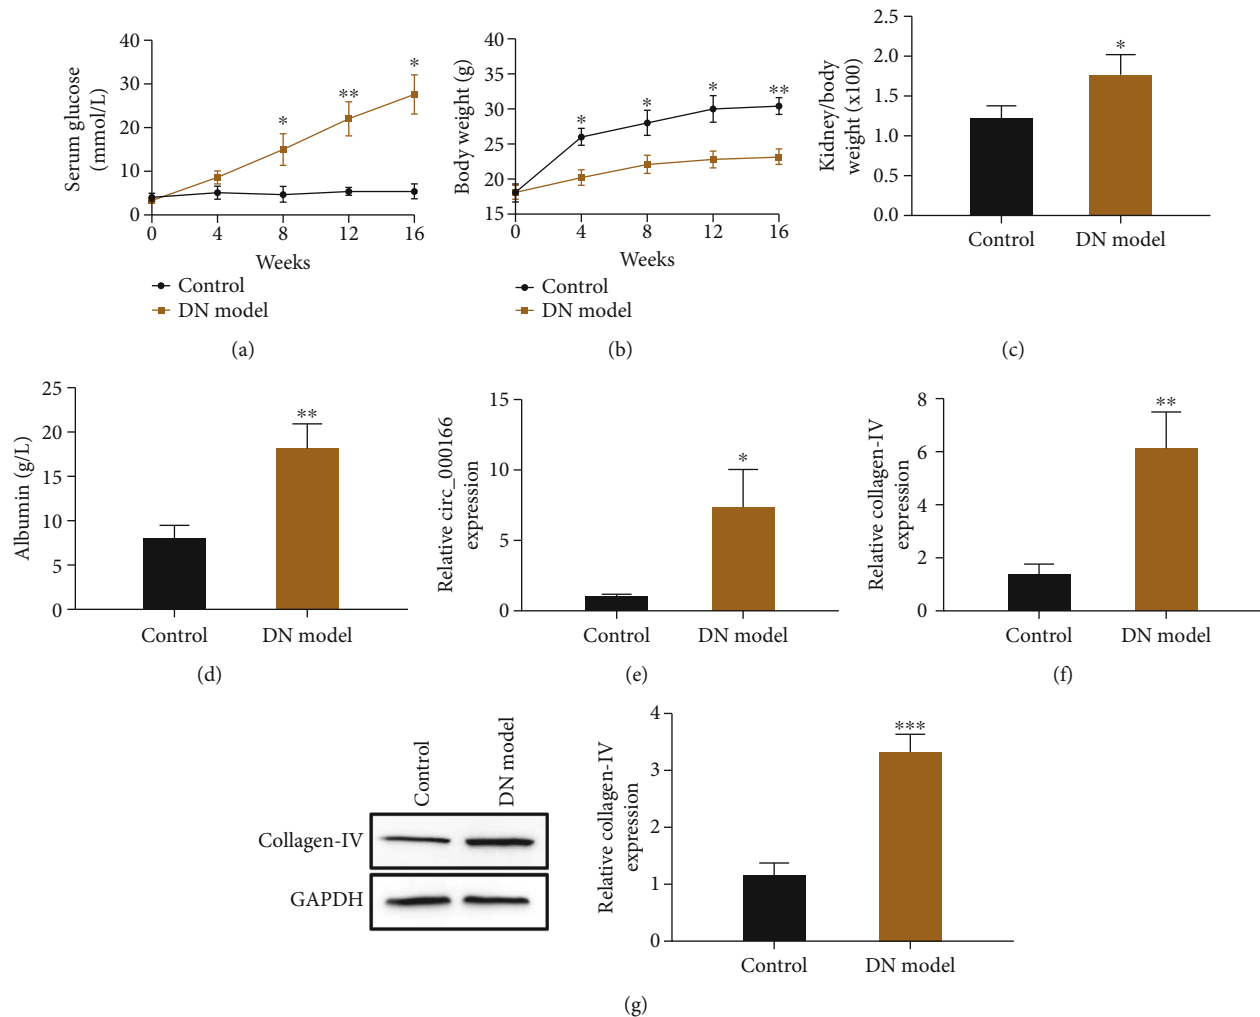 Serum glucose
(mmol/L)
40
30
20
10
0
0 4 8 12 16
* ** *
Weeks
Control
DN model
(a)
Body weight (g)
40
35
30
25
20
15
0 4 8 12 16
* * * **
Weeks
Control
DN model
(b)
Kidney/body
weight (x100)
2.5
2.0
1.5
1.0
0.5
0.0
*
Control DN model
(c)
Albumin (g/L)
25
20
15
10
5
0
**
Control DN model
(d)
Relative circ_000166
expression
15
10
5
0
*
Control DN model
(e)
Relative collagen-IV
expression
8
6
4
2
0
**
Control DN model
(f)
Control DN model
Collagen-IV
GAPDH
Relative collagen-IV
expression
4
3
2
1
0
***
Control DN model
(g)